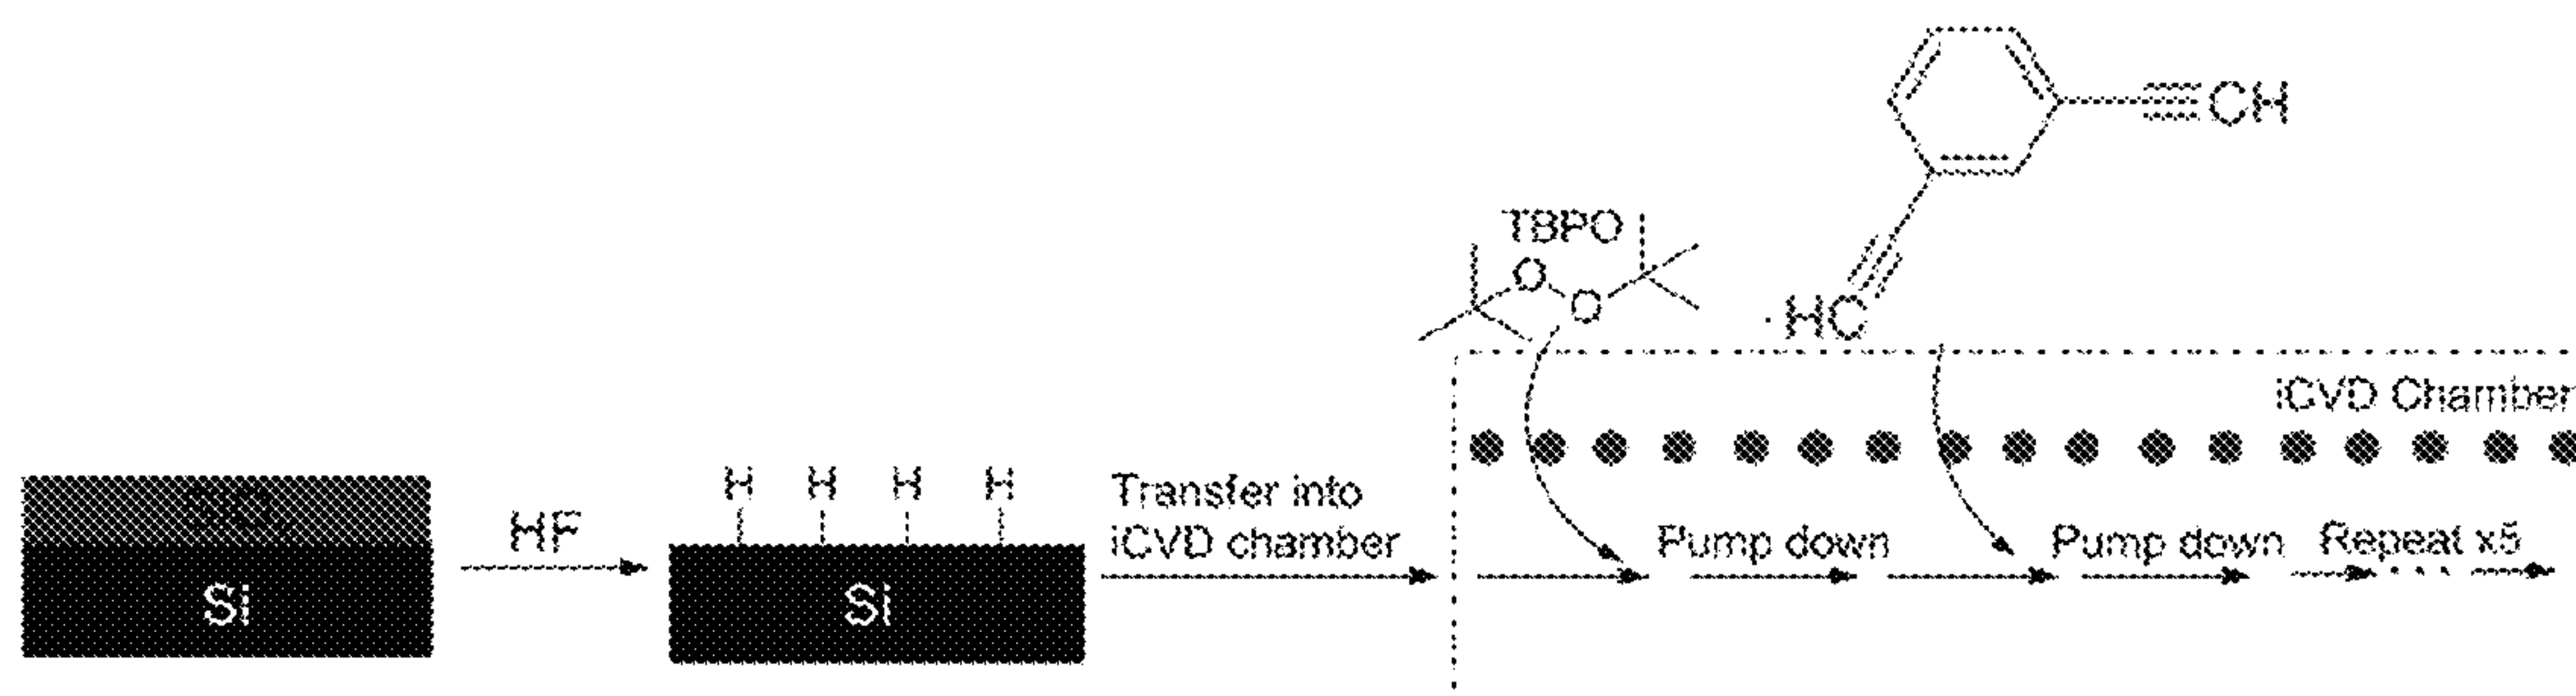 CH
TBPO
O
O
HC
iCVD Chamber
H H H H
Transfer into
iCVD chamber
HF
Pump down
Pump down
Repeat x5
Si
Si